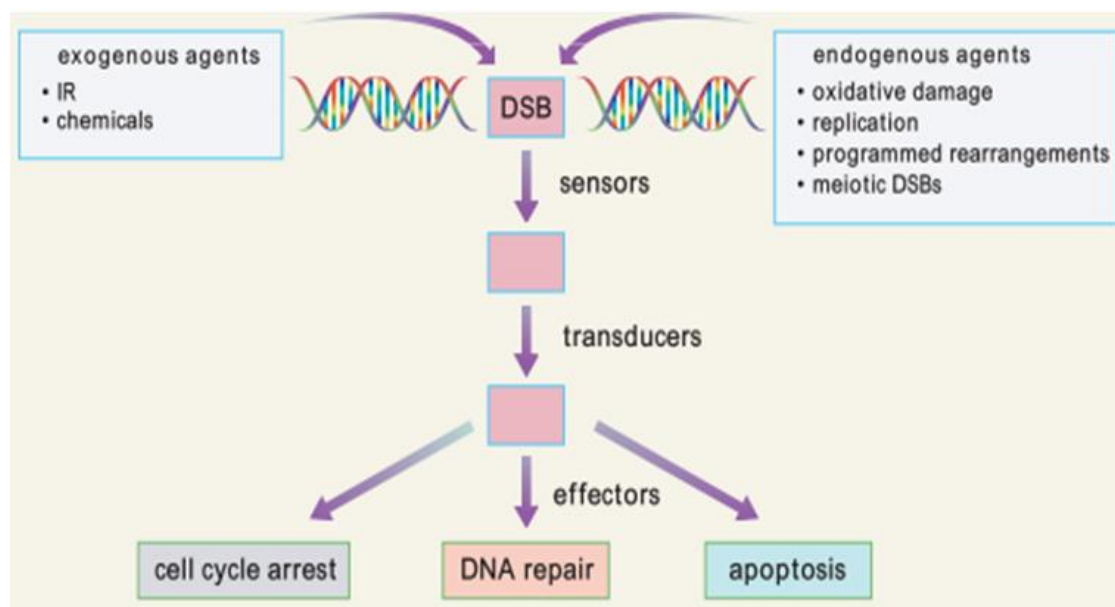 exogenous agents
• IR
• chemicals
DSB
endogenous agents
• oxidative damage
• replication
• programmed rearrangements
• meiotic DSBs
sensors
transducers
effectors
cell cycle arrest
DNA repair
apoptosis